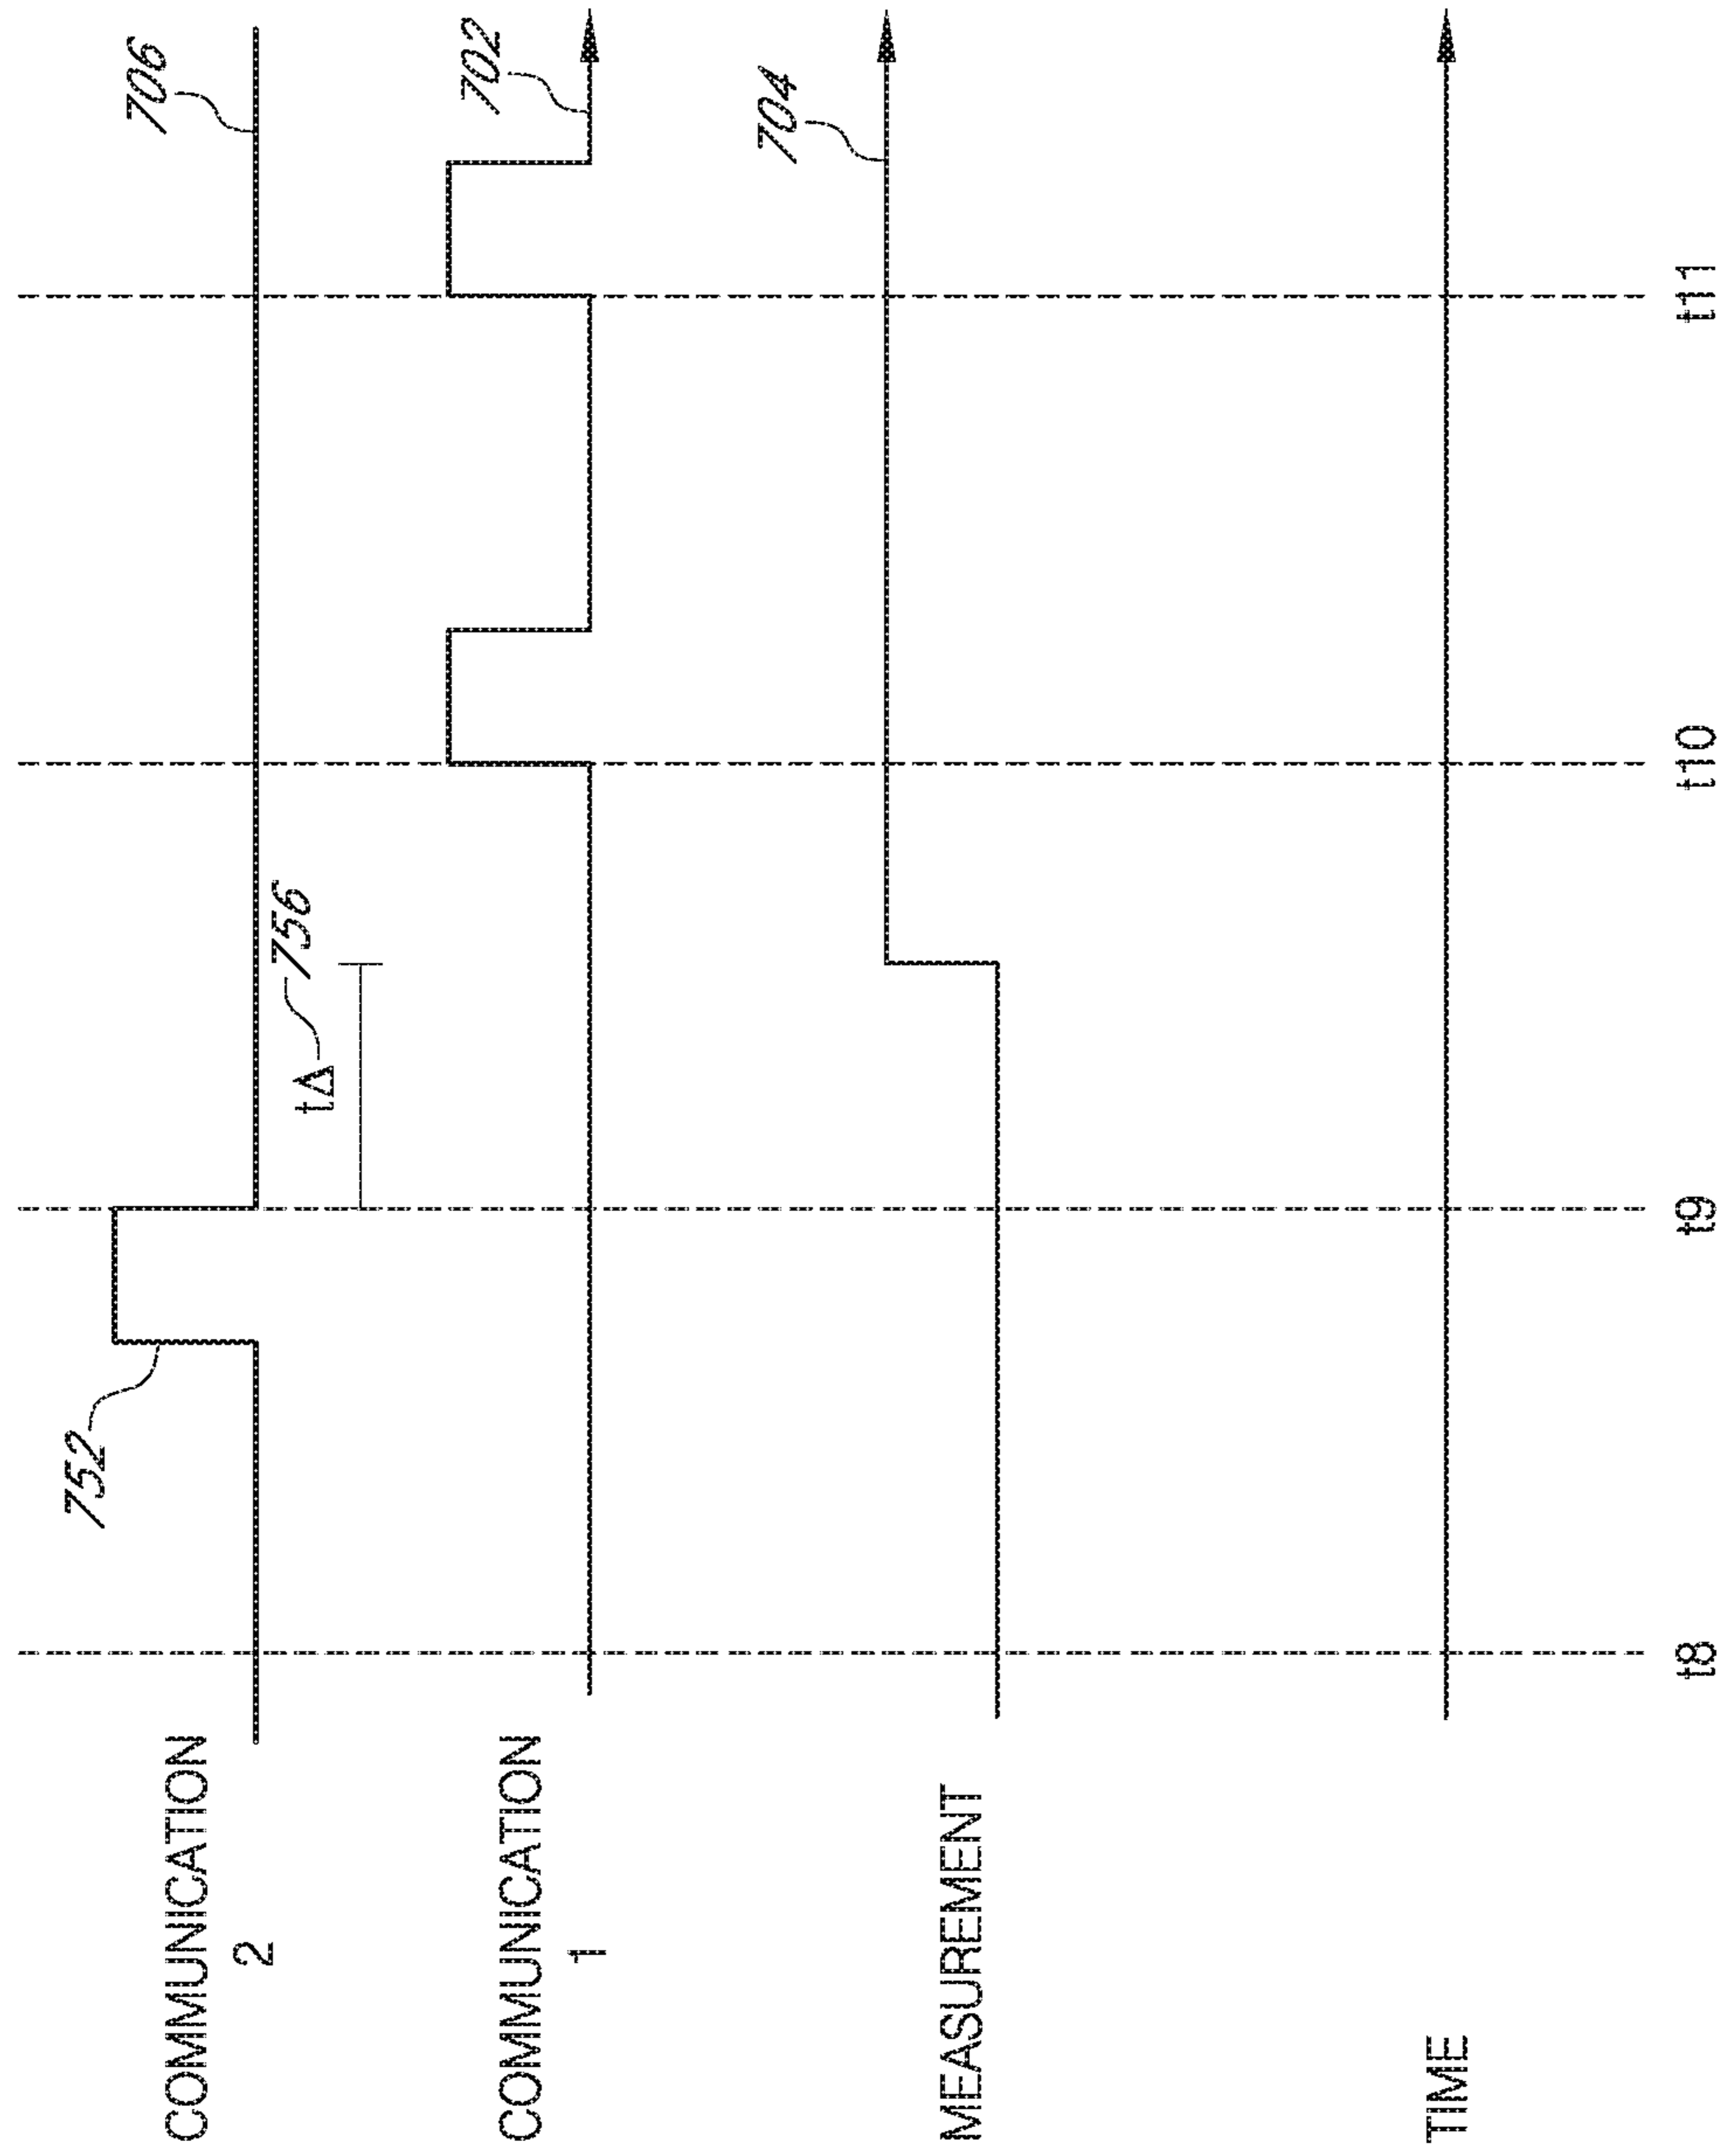 752
706
COMMUNICATION
2
tΔ
756
702
COMMUNICATION
1
704
MEASUREMENT
TIME
t8
t9
t10
t11